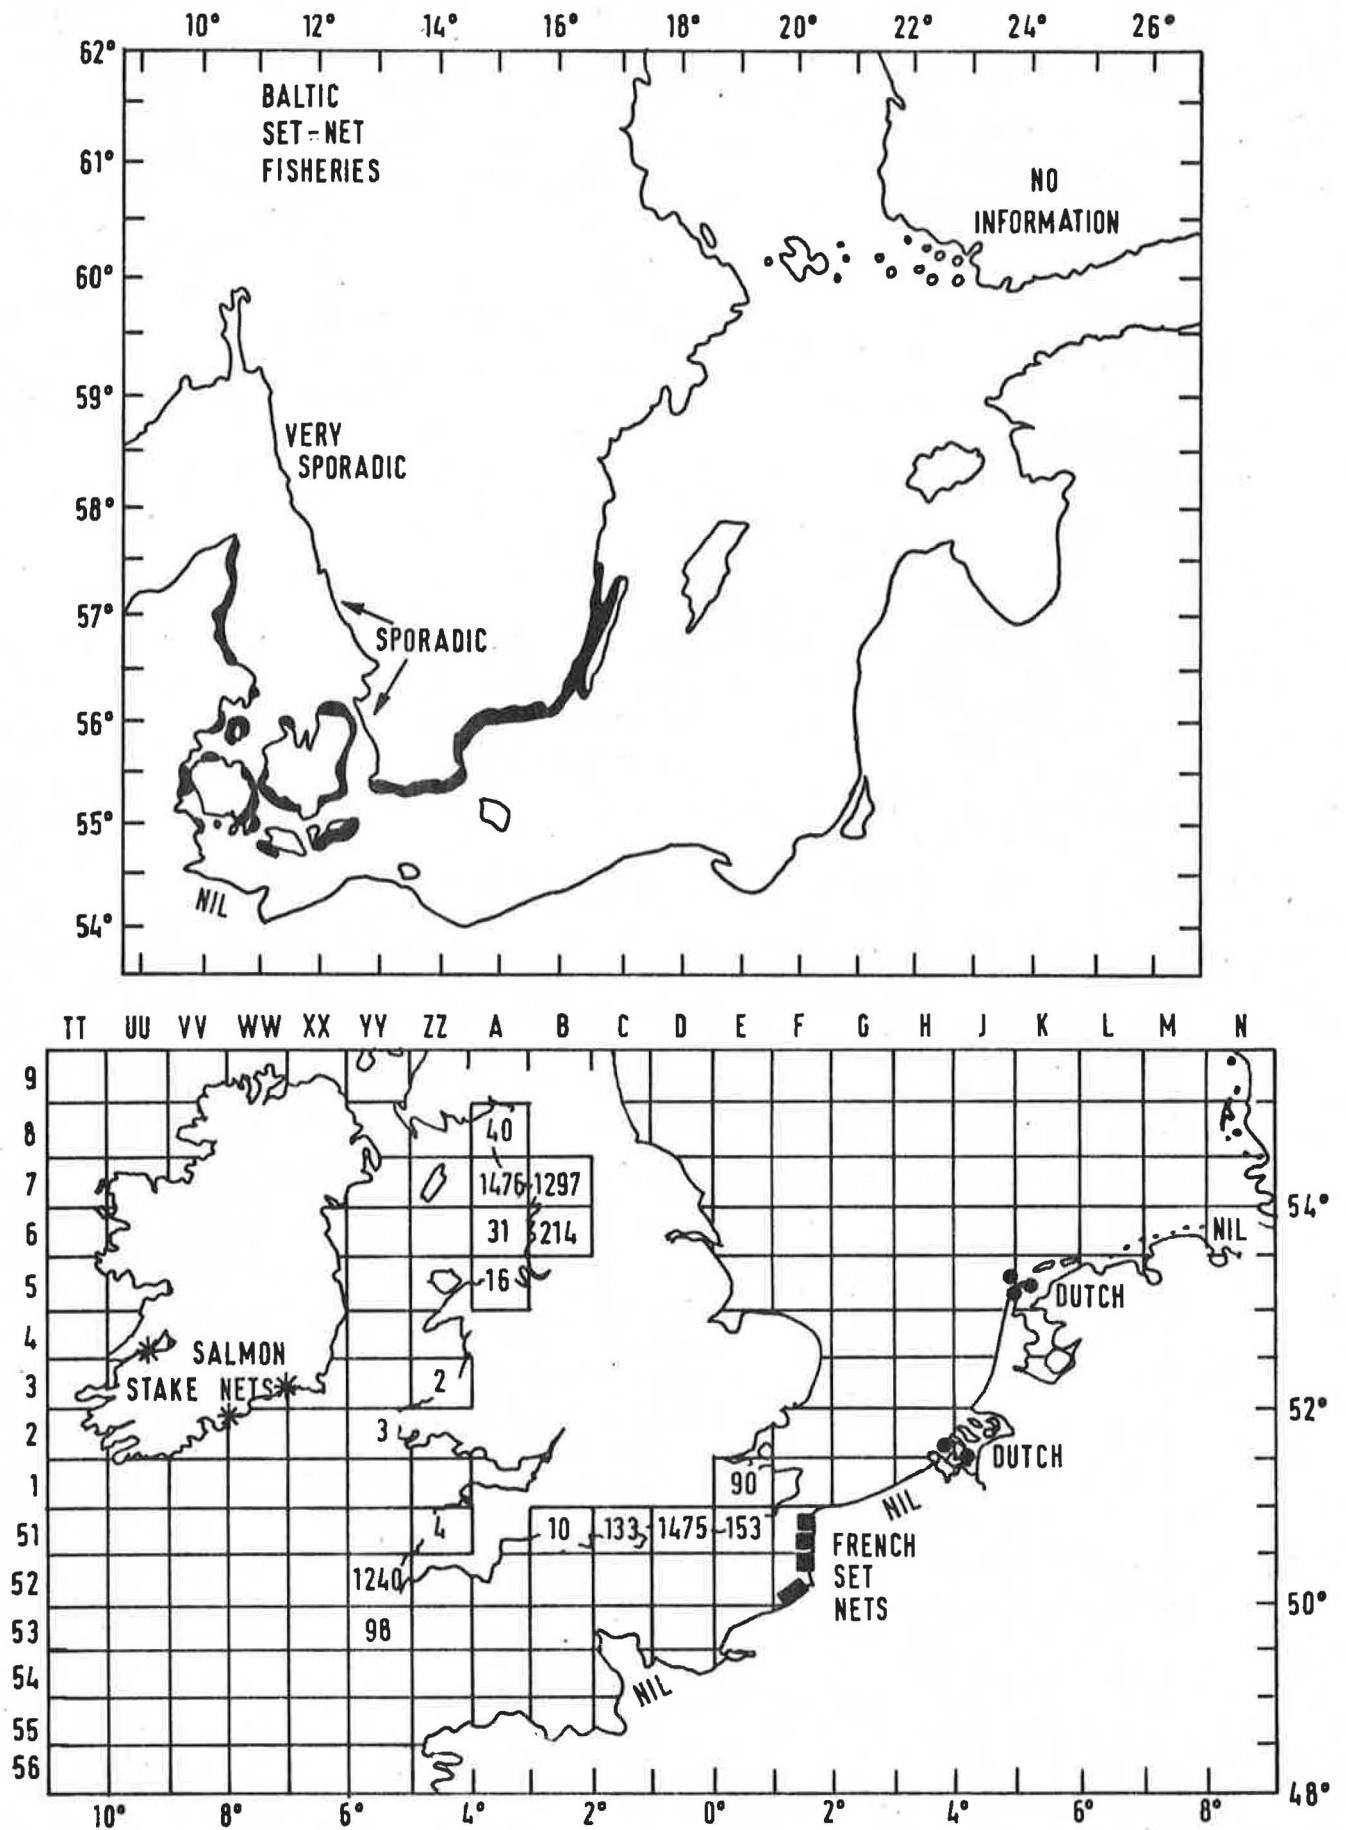 10° 12° 14° 16° 18° 20° 22° 24° 26°
62°
BALTIC
SET-NET
FISHERIES
61°
NO
INFORMATION
60°
59°
VERY
SPORADIC
58°
57°
SPORADIC
56°
55°
NIL
54°
TT UU VV WW XX YY ZZ A B C D E F G H J K L M N
9
8 40
7 1476 1297 54°
6 31 214 NIL
5 16 DUTCH
4 SALMON
3 STAKE NETS 2 52°
2 3 DUTCH
1 90 NIL
51 4 10 133 1475 153 FRENCH
SET
52 1240 50°
NETS
53 98
54 NIL
55
56 48°
10° 8° 6° 4° 2° 0° 2° 4° 6° 8°